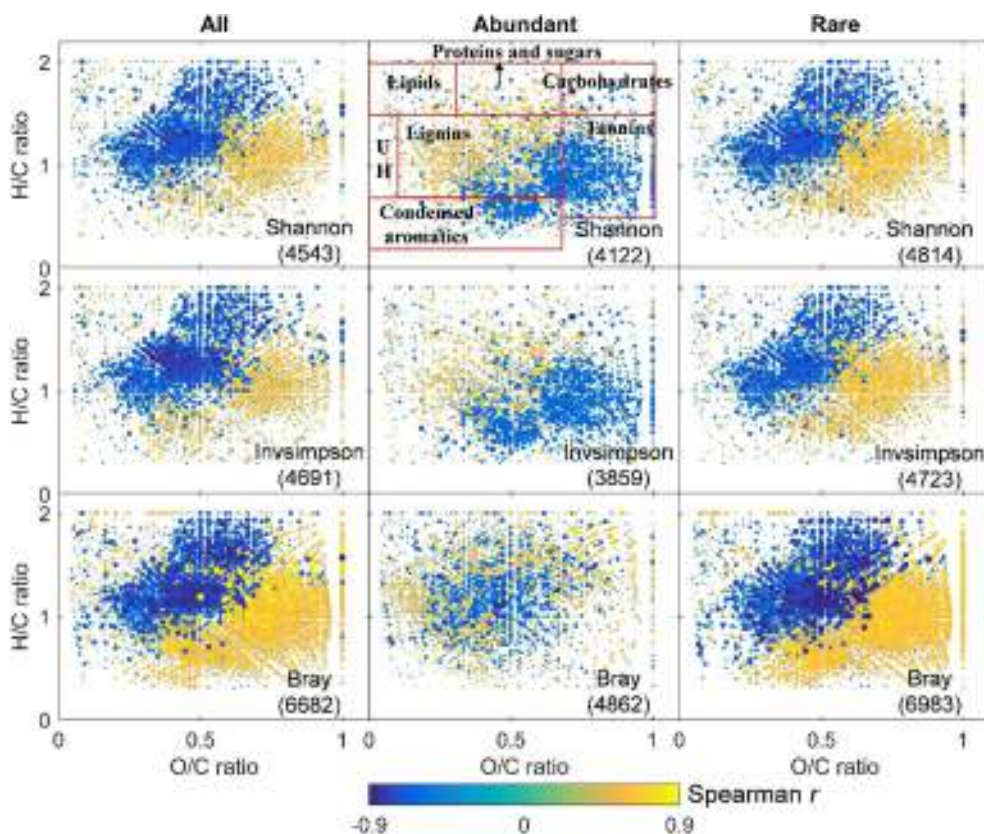 All Abundant Rare
2
H/C ratio
1
0
Proteins and sugars
Lipids Carbohydrates
U
H
Lignins Tannins
Condensed
aromatics
Shannon
(4543)
Shannon
(4122)
Shannon
(4814)
2
H/C ratio
1
0
Invsimpson
(4691)
Invsimpson
(3859)
Invsimpson
(4723)
2
H/C ratio
1
0
Bray
(6682)
Bray
(4862)
Bray
(6983)
0 0.5 1 0.5 1 0 0.5 1
O/C ratio O/C ratio O/C ratio
Spearman r
-0.9 0 0.9